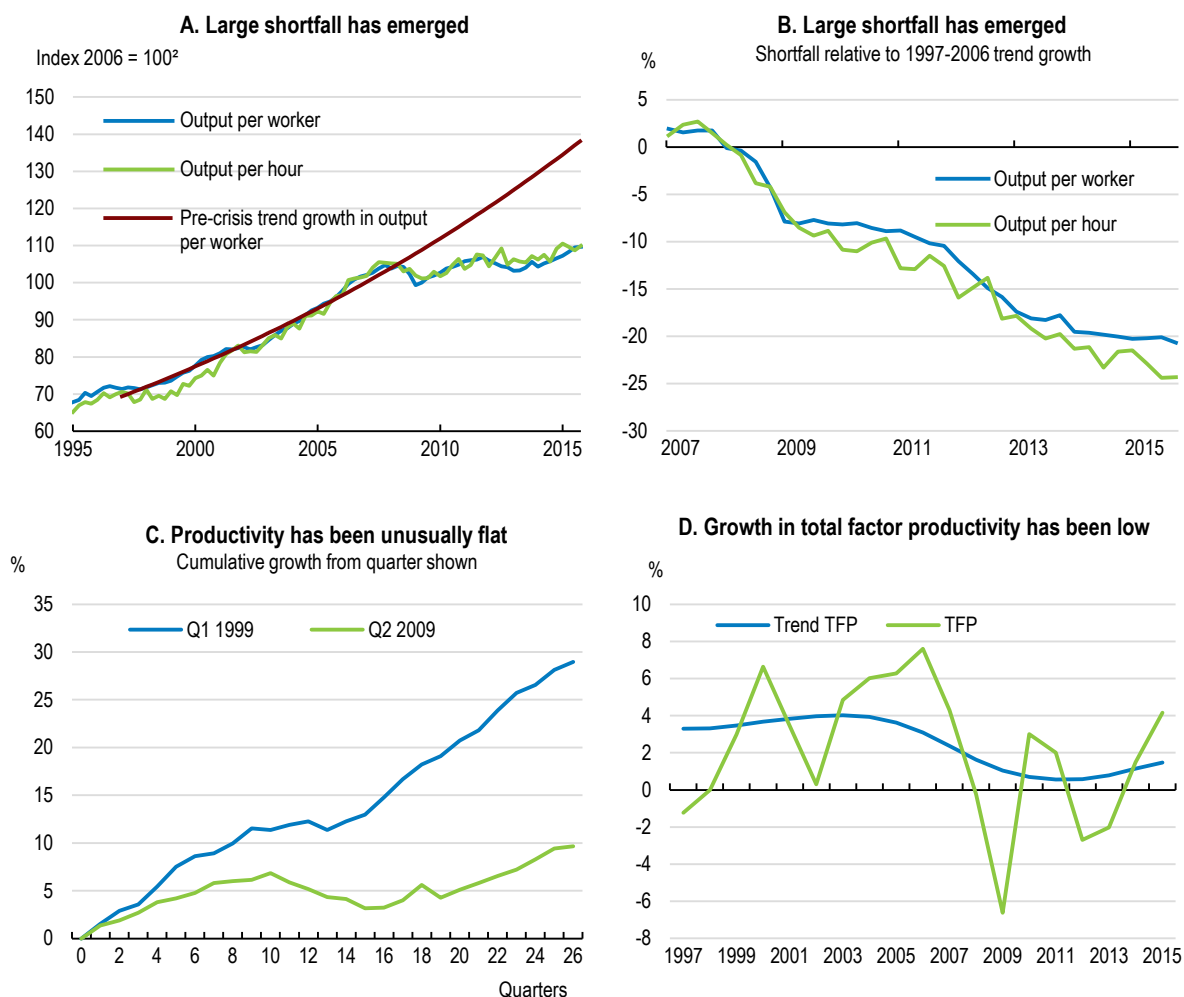 A. Large shortfall has emerged
Index 2006 = 100²
150
140
130
120
110
100
90
80
70
60
Output per worker
Output per hour
Pre-crisis trend growth in output
per worker
1995 2000 2005 2010 2015
B. Large shortfall has emerged
Shortfall relative to 1997-2006 trend growth
%
5
0
-5
-10
-15
-20
-25
-30
Output per worker
Output per hour
2007 2009 2011 2013 2015
C. Productivity has been unusually flat
Cumulative growth from quarter shown
%
35
30
25
20
15
10
5
0
Q1 1999 Q2 2009
0 2 4 6 8 10 12 14 16 18 20 22 24 26
Quarters
D. Growth in total factor productivity has been low
%
10
8
6
4
2
0
-2
-4
-6
-8
Trend TFP TFP
1997 1999 2001 2003 2005 2007 2009 2011 2013 2015